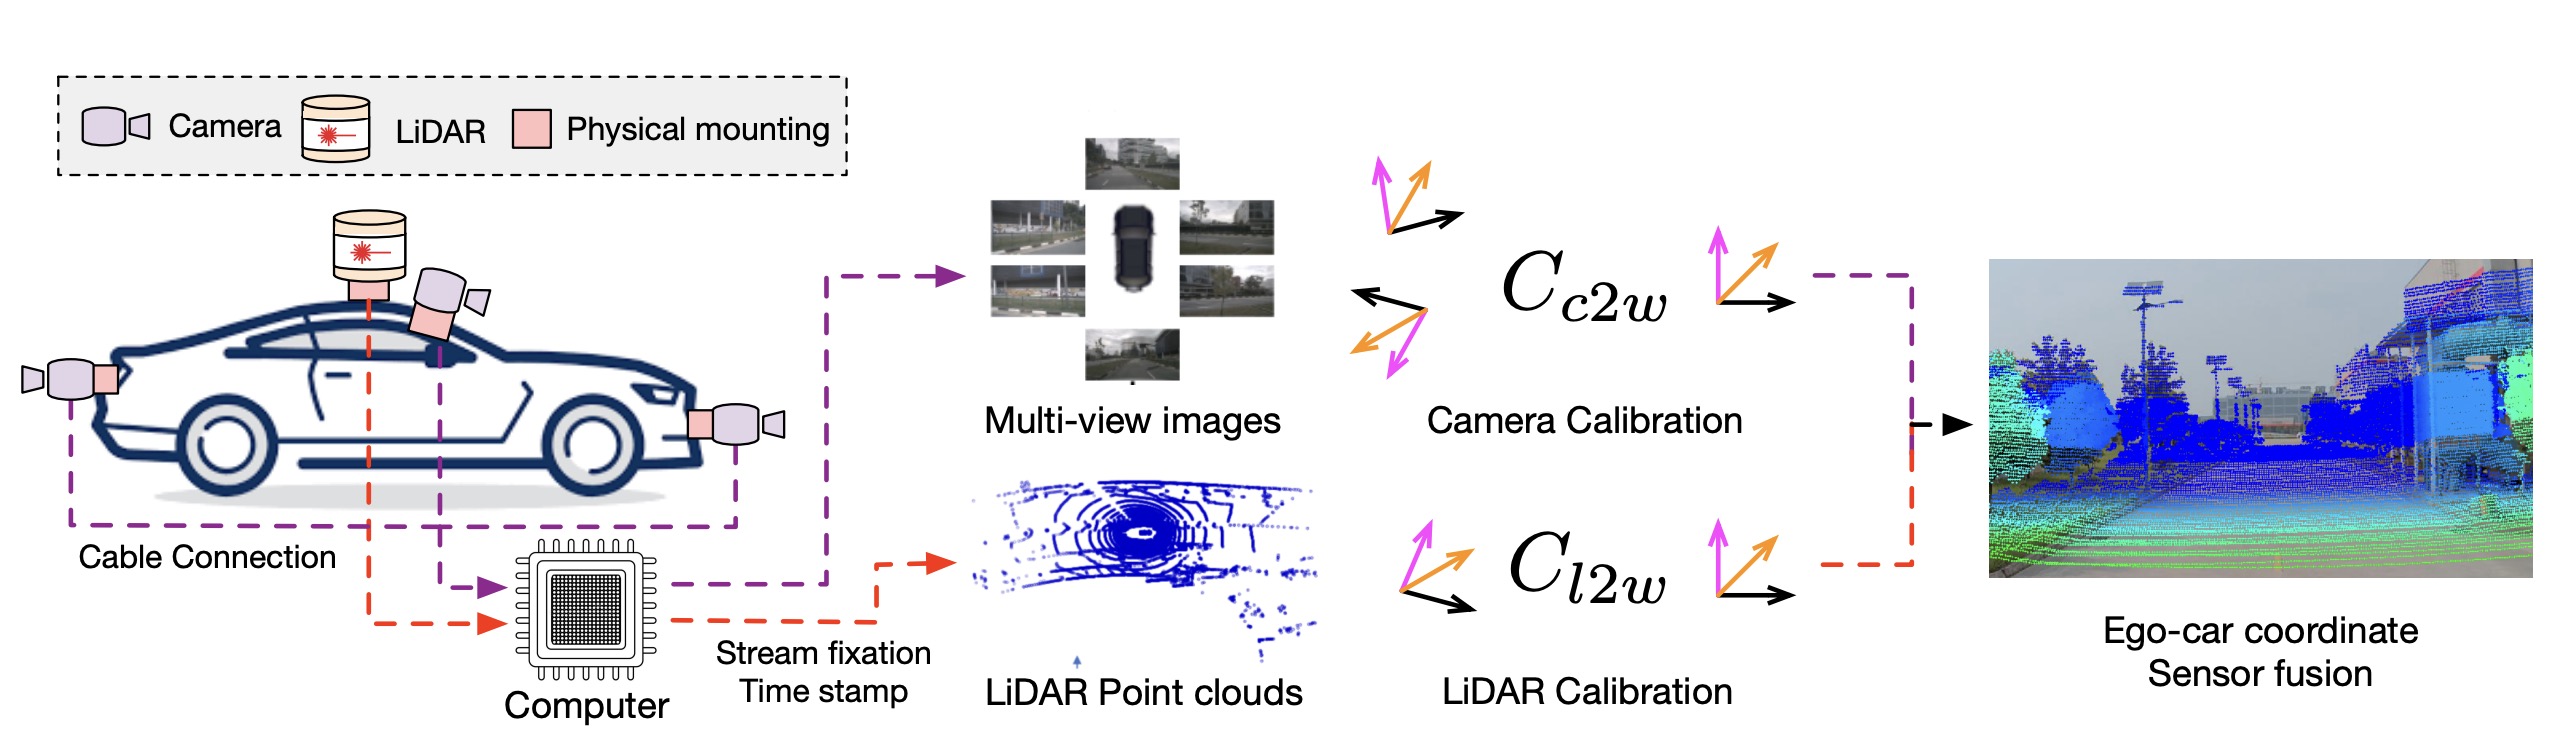 Camera
LiDAR
Physical mounting
Cable Connection
Computer
Stream fixation
Time stamp
Multi-view images
LiDAR Point clouds
C_{c2w}
Camera Calibration
C_{l2w}
LiDAR Calibration
Ego-car coordinate
Sensor fusion